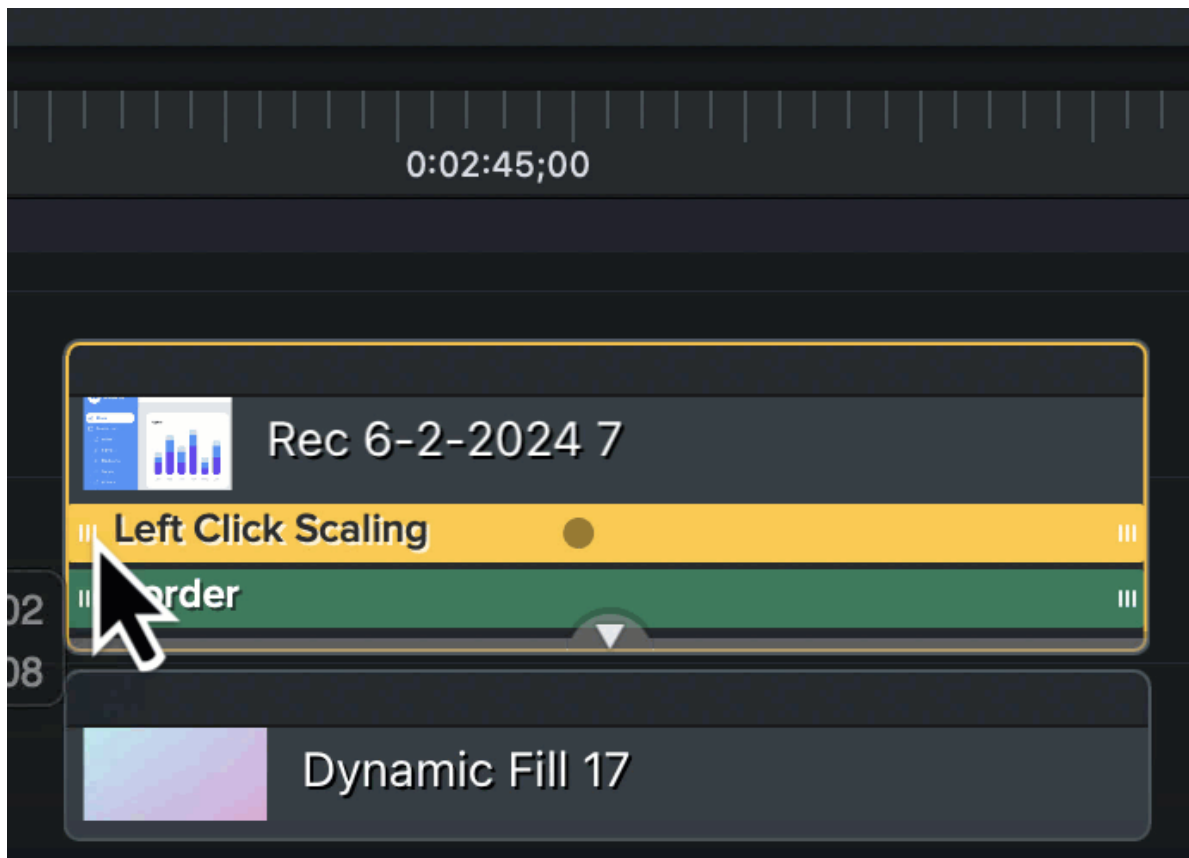 0:02:45;00
Rec 6-2-2024 7
Left Click Scaling
order
02
08
Dynamic Fill 17